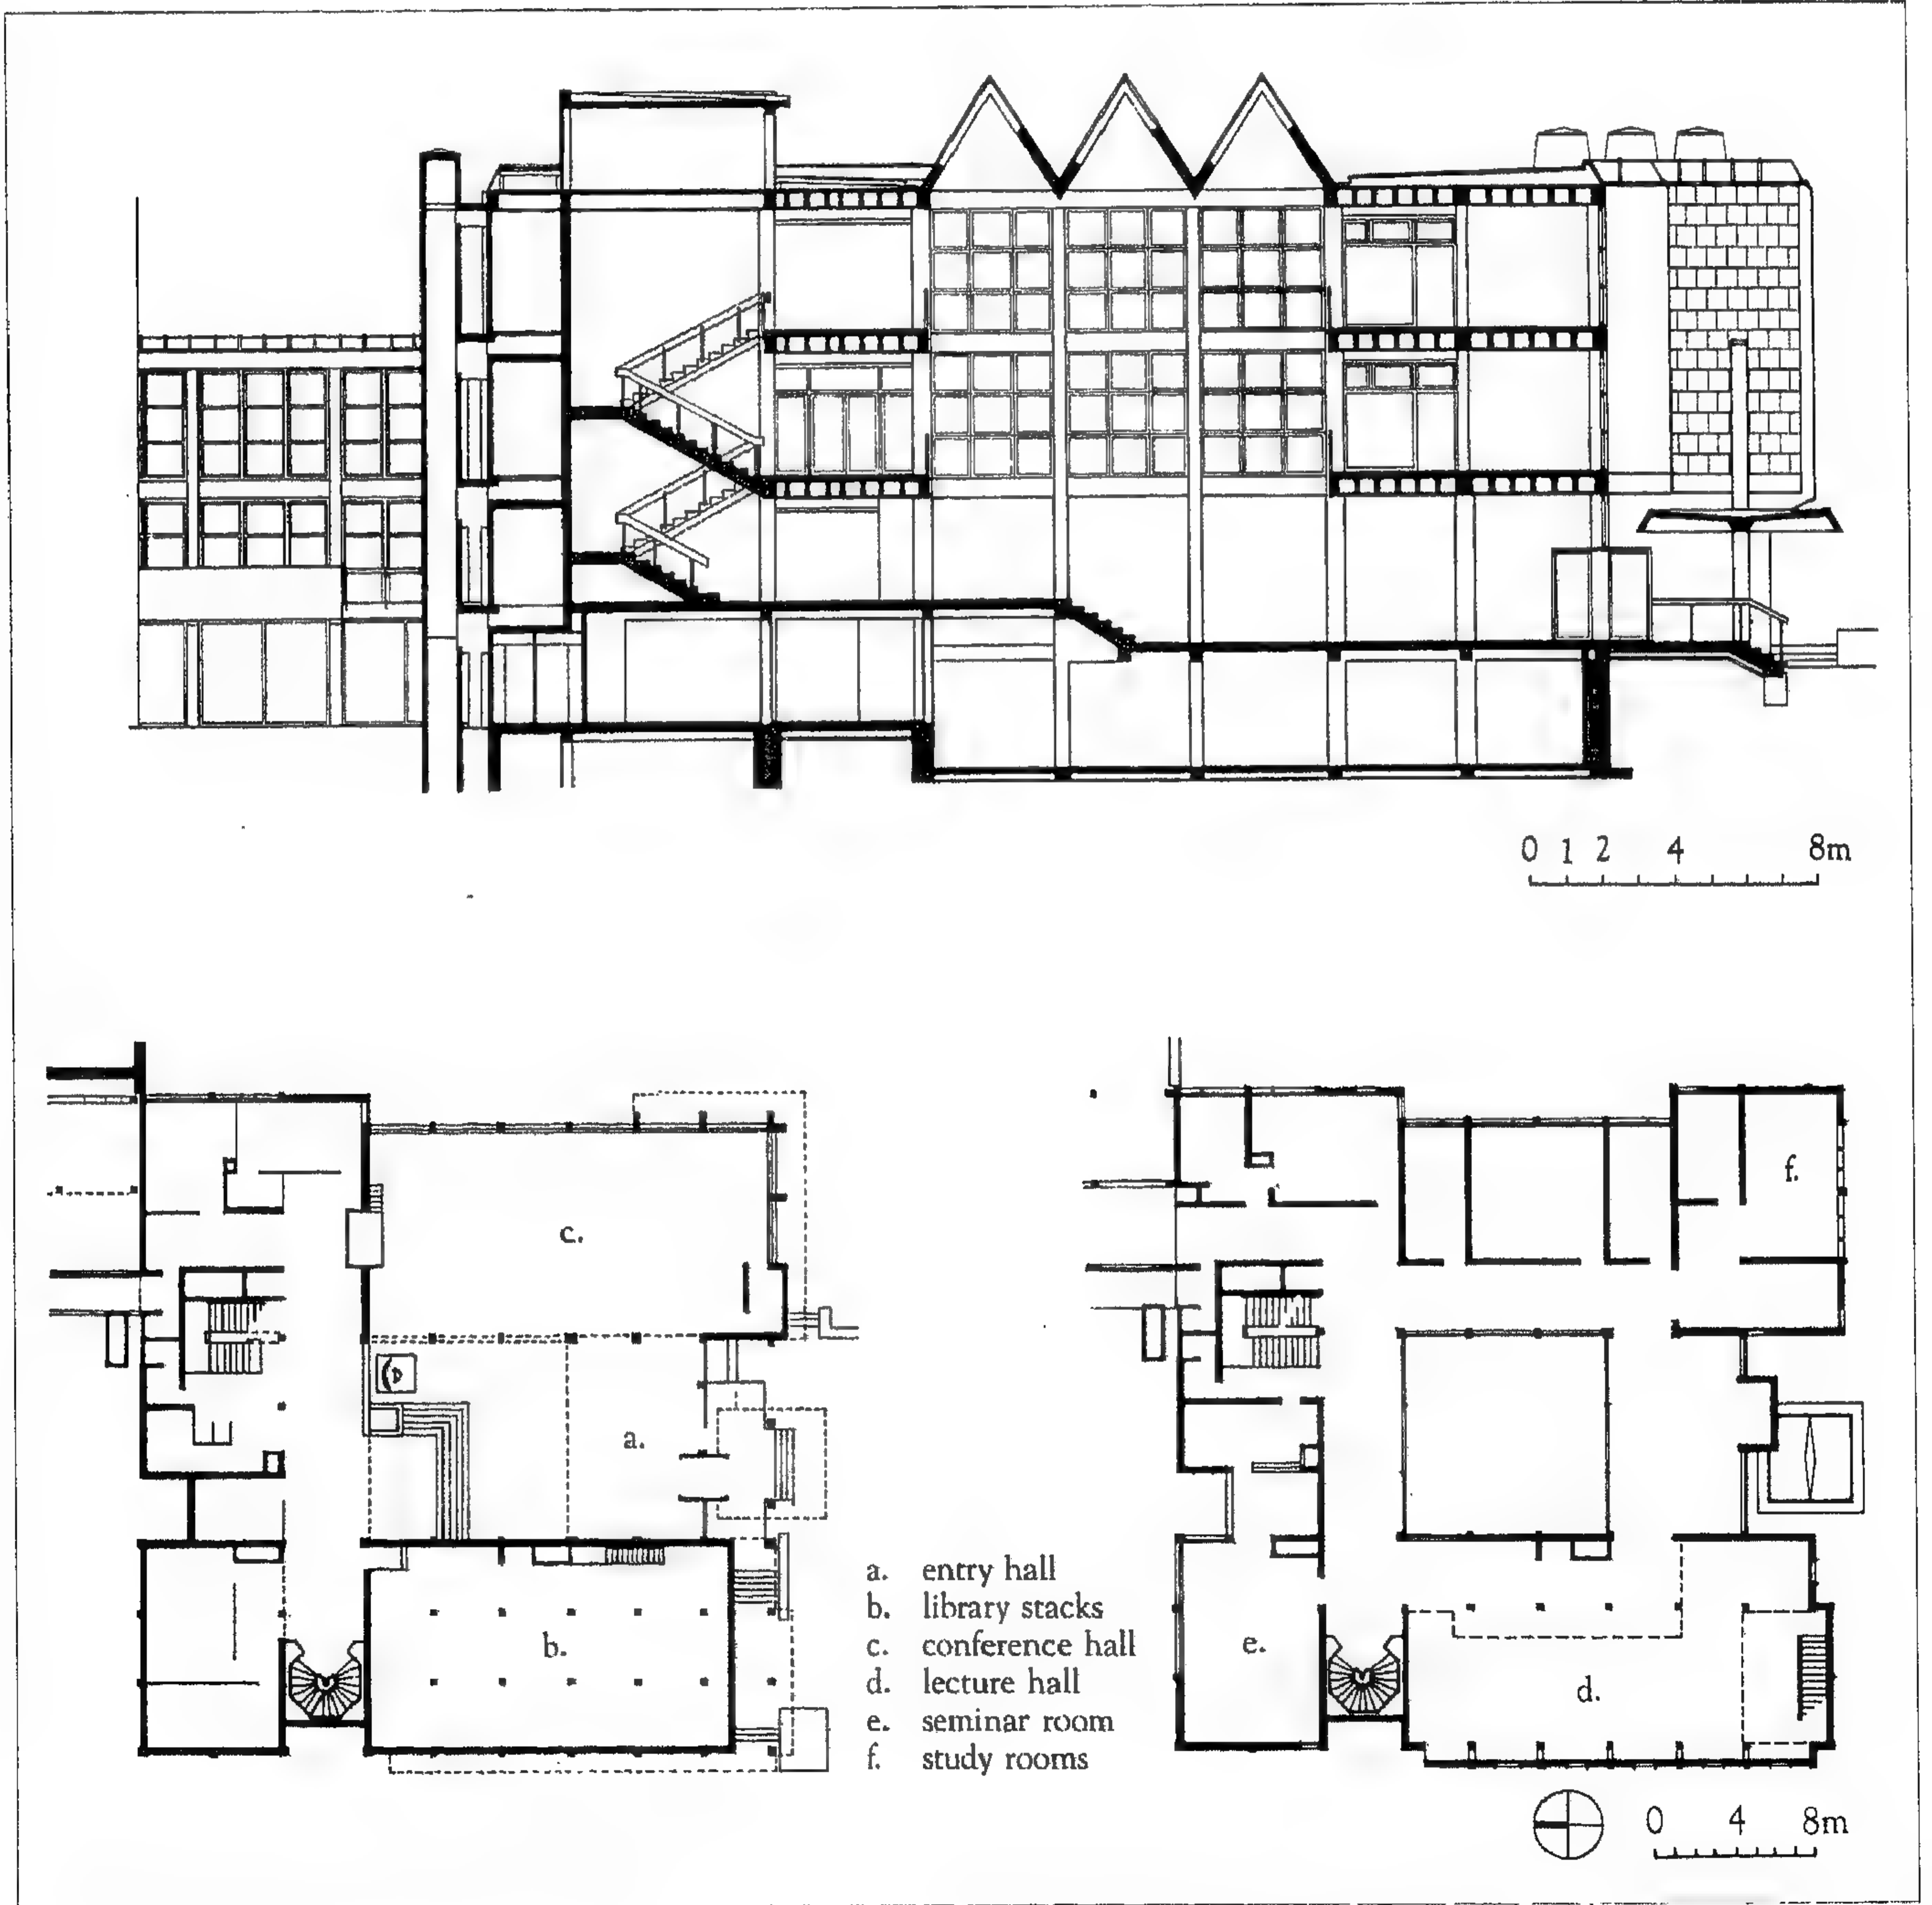 0 1 2 4 8m
c.
a.
b.
f.
e.
d.
a. entry hall
b. library stacks
c. conference hall
d. lecture hall
e. seminar room
f. study rooms
0 4 8m